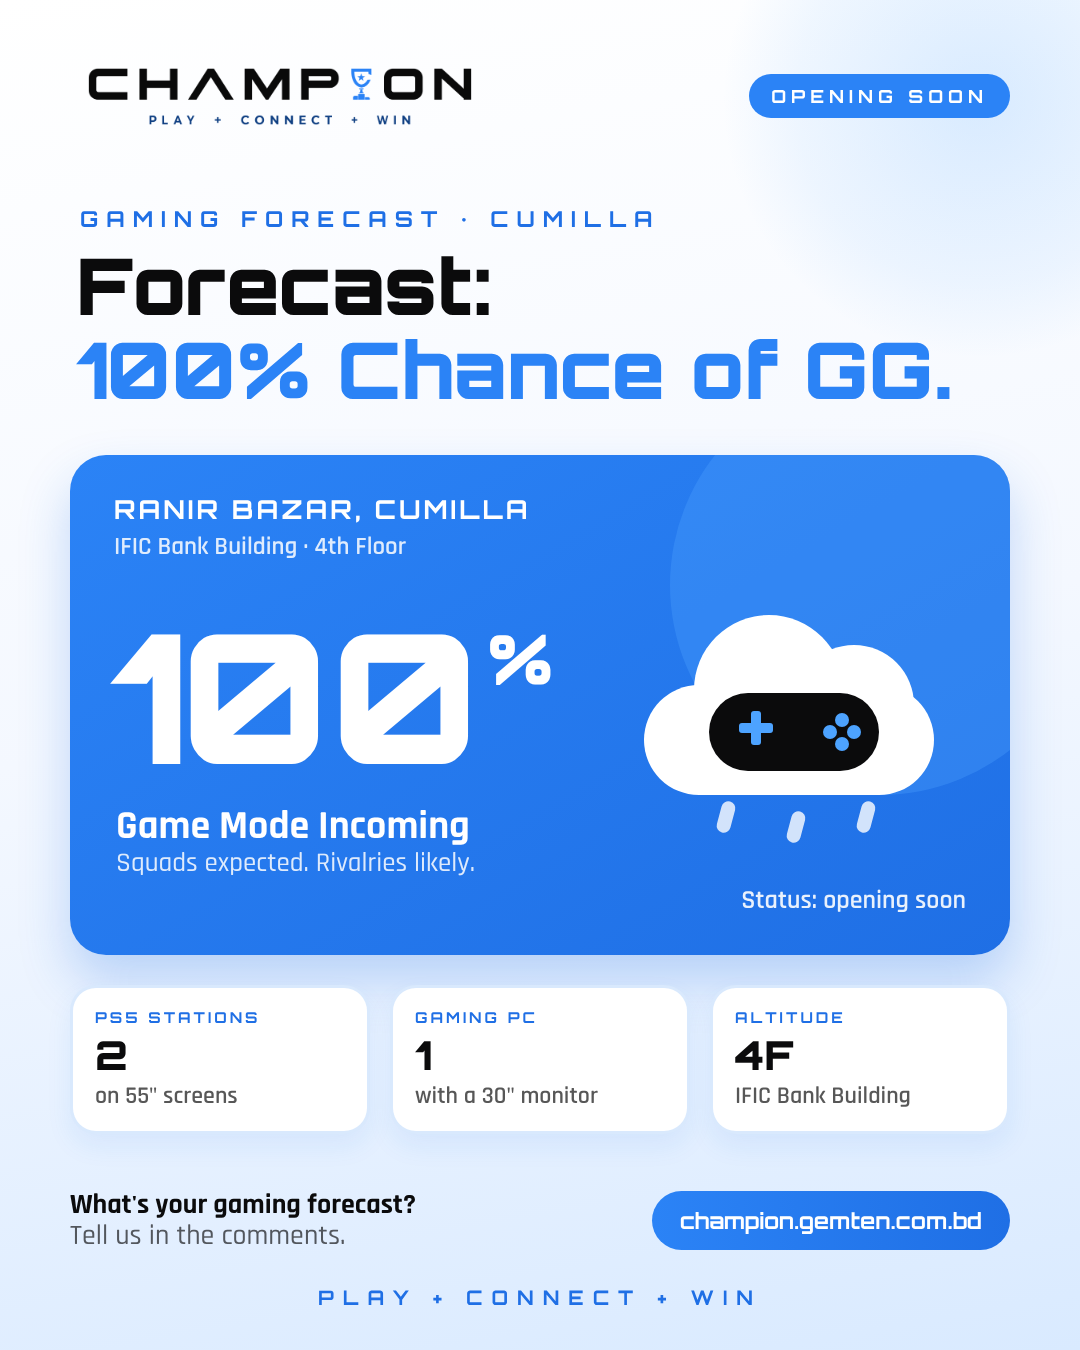 CHAMPION
PLAY + CONNECT + WIN
OPENING SOON
GAMING FORECAST · CUMILLA
Forecast:
100% Chance of GG.
RANIR BAZAR, CUMILLA
IFIC Bank Building · 4th Floor
100%
Game Mode Incoming
Squads expected. Rivalries likely.
Status: opening soon
PS5 STATIONS
2
on 55" screens
GAMING PC
1
with a 30" monitor
ALTITUDE
4F
IFIC Bank Building
What's your gaming forecast?
Tell us in the comments.
champion.gemten.com.bd
PLAY + CONNECT + WIN